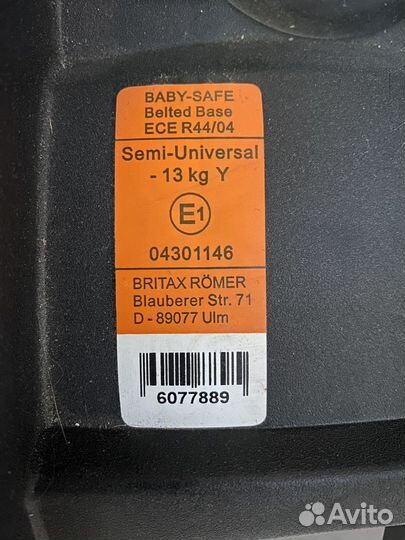 BABY-SAFE
Belted Base
ECE R44/04
Semi-Universal
- 13 kg Y
E1
04301146
BRITAX RÖMER
Blauberer Str. 71
D - 89077 Ulm
6077889
Avito